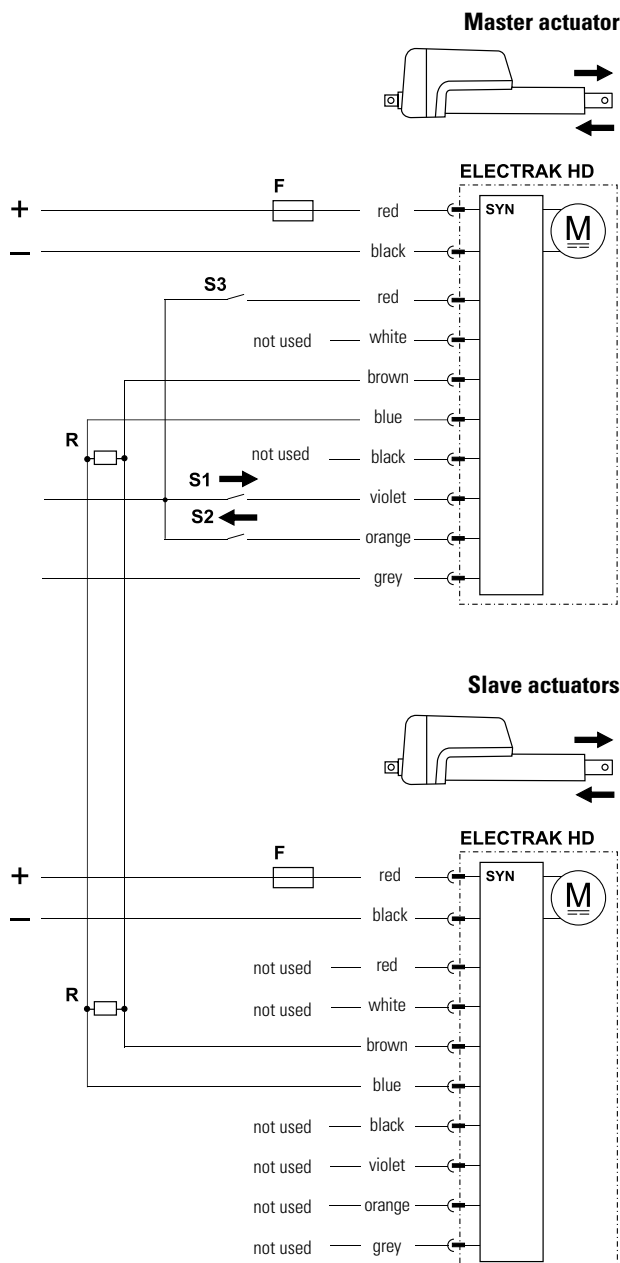 Master actuator
ELECTRAK HD
F
+ red SYN
M
− black
S3
red
not used white
brown
blue
R
not used black
S1
violet
S2
orange
grey
Slave actuators
ELECTRAK HD
F
+ red SYN
M
− black
not used red
R
not used white
brown
blue
not used black
not used violet
not used orange
not used grey